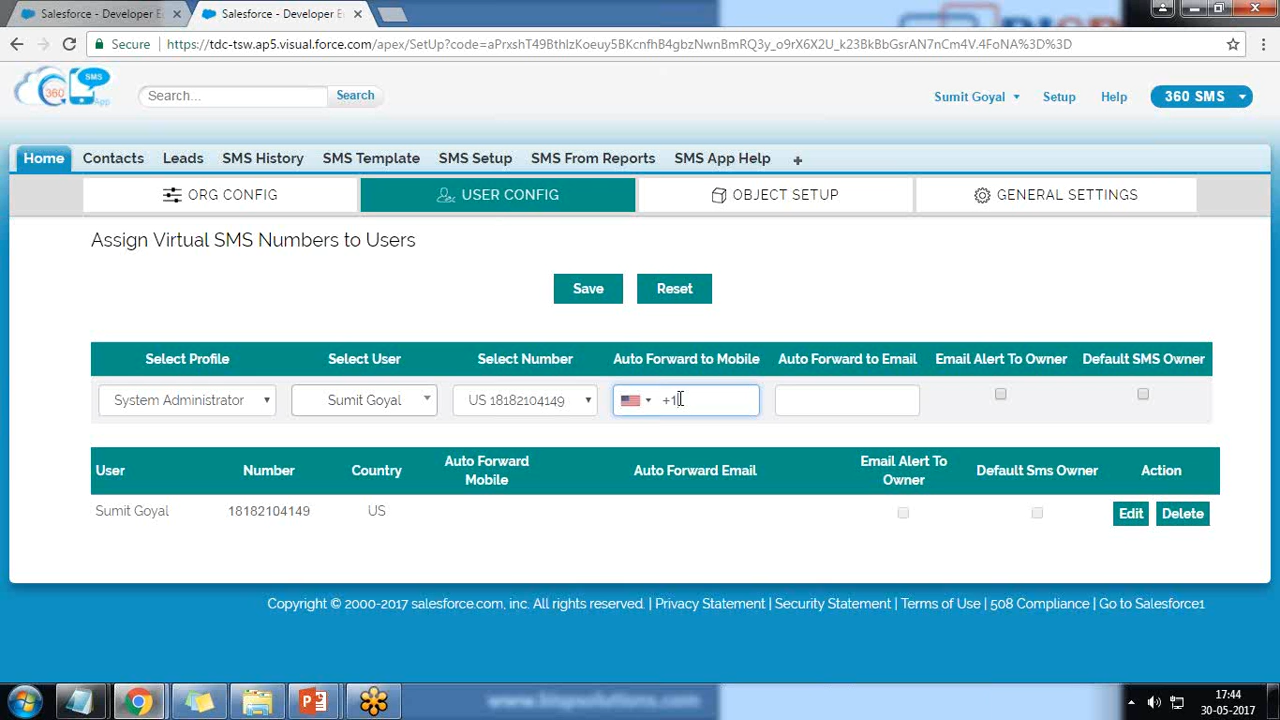 Salesforce - Developer E
Salesforce - Developer E
Secure
https://tdc-tsw.ap5.visual.force.com/apex/SetUp?code=aPrxshT49BthIzKoeuy5BKcnfhB4gbzNwnBmRQ3y_o9rX6X2U_k23BkBbGsrAN7nCm4V.4FoNA%3D%3D
360
SMS
App
Search...
Search
Sumit Goyal
Setup
Help
360 SMS
Home
Contacts
Leads
SMS History
SMS Template
SMS Setup
SMS From Reports
SMS App Help
+
ORG CONFIG
USER CONFIG
OBJECT SETUP
GENERAL SETTINGS
Assign Virtual SMS Numbers to Users
Save
Reset
Select Profile
Select User
Select Number
Auto Forward to Mobile
Auto Forward to Email
Email Alert To Owner
Default SMS Owner
System Administrator
Sumit Goyal
US 18182104149
+1
User
Number
Country
Auto Forward
Mobile
Auto Forward Email
Email Alert To
Owner
Default Sms Owner
Action
Sumit Goyal
18182104149
US
Edit
Delete
Copyright © 2000-2017 salesforce.com, inc. All rights reserved. | Privacy Statement | Security Statement | Terms of Use | 508 Compliance | Go to Salesforce1
www.bispsolutions.com
17:44
30-05-2017